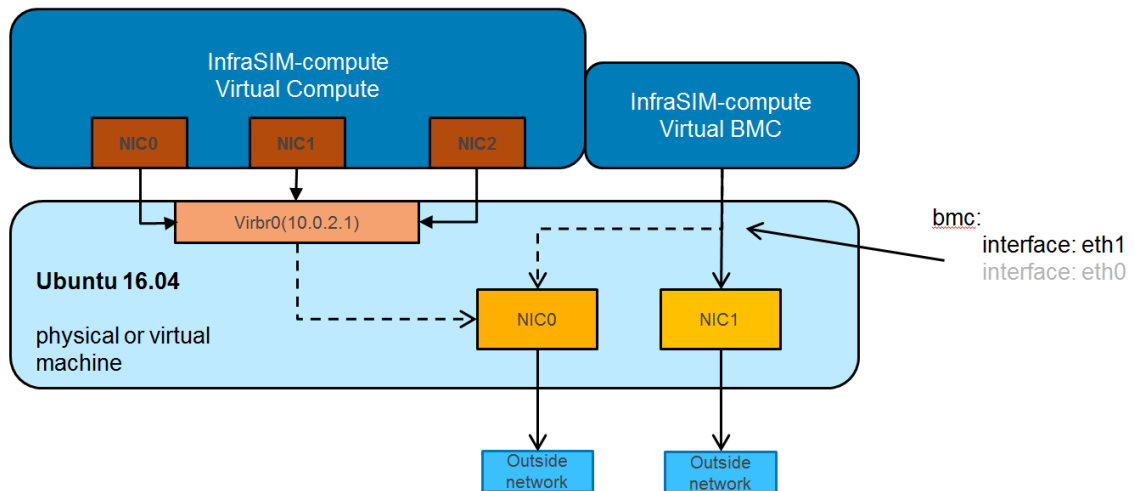 InfraSIM-compute
Virtual Compute
InfraSIM-compute
Virtual BMC
NIC0
NIC1
NIC2
Virbr0(10.0.2.1)
bmc:
interface: eth1
interface: eth0
Ubuntu 16.04
physical or virtual
machine
NIC0
NIC1
Outside
network
Outside
network